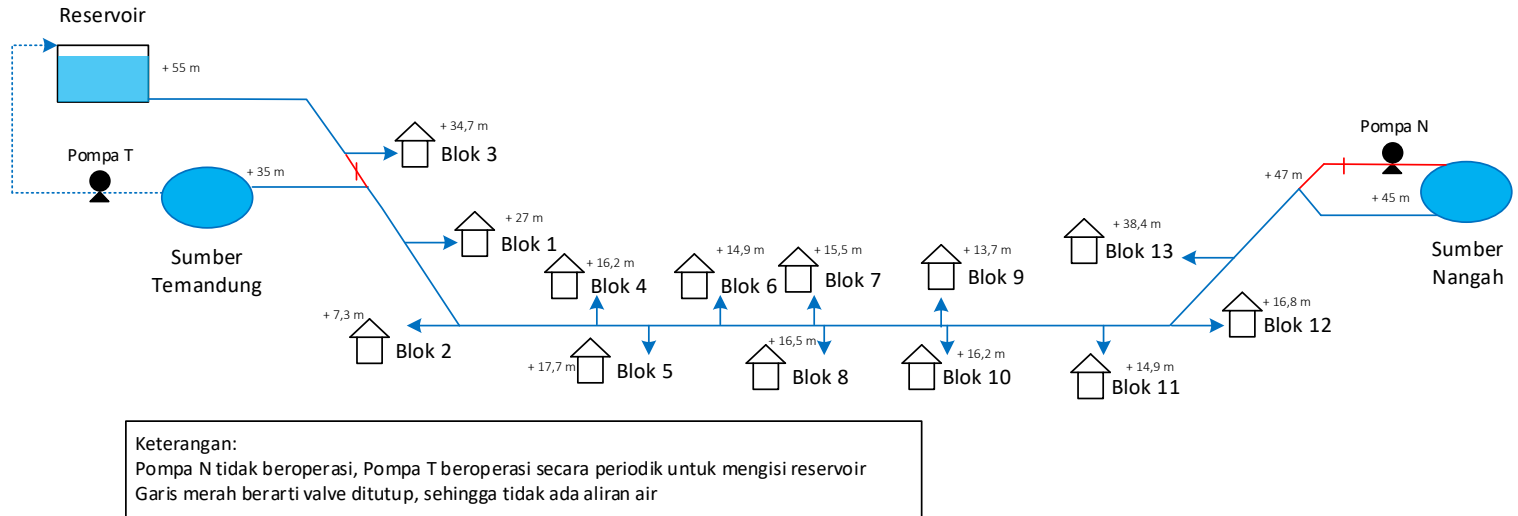 Reservoir
+ 55 m
+ 34,7 m
Blok 3
Pompa T
+ 35 m
Sumber
Temandung
+ 27 m
Blok 1
+ 7,3 m
Blok 2
+ 16,2 m
Blok 4
+ 17,7 m
Blok 5
+ 14,9 m
Blok 6
+ 15,5 m
Blok 7
+ 16,5 m
Blok 8
+ 13,7 m
Blok 9
+ 16,2 m
Blok 10
+ 14,9 m
Blok 11
+ 16,8 m
Blok 12
+ 38,4 m
Blok 13
Pompa N
+ 47 m
+ 45 m
Sumber
Nangah
Keterangan:
Pompa N tidak beroperasi, Pompa T beroperasi secara periodik untuk mengisi reservoir
Garis merah berarti valve ditutup, sehingga tidak ada aliran air